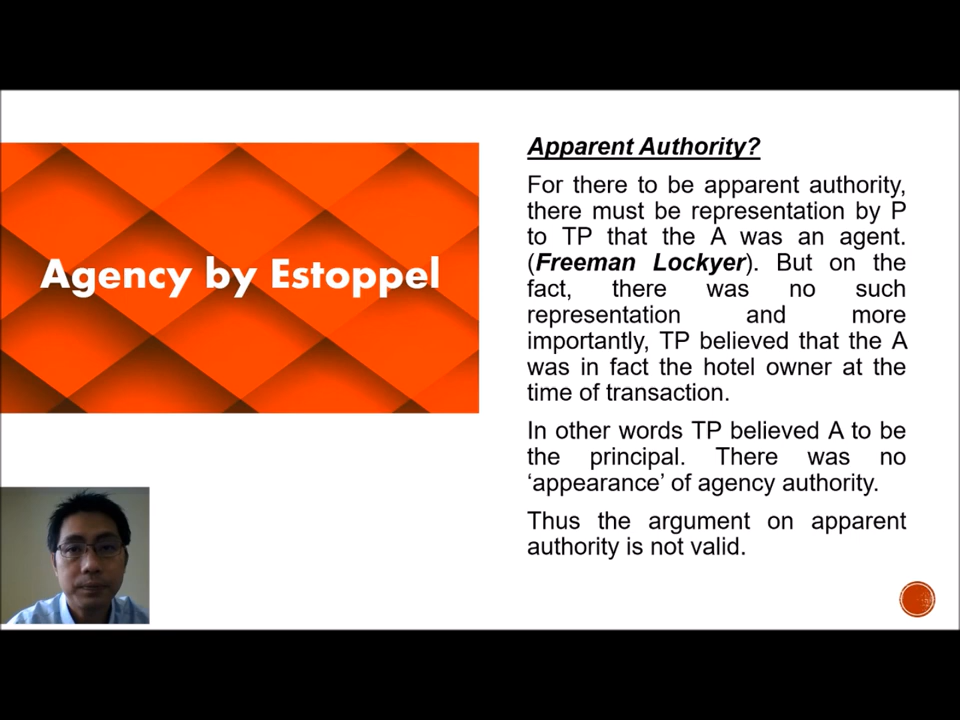 Agency by Estoppel
Apparent Authority?
For there to be apparent authority,
there must be representation by P
to TP that the A was an agent.
(Freeman Lockyer). But on the
fact, there was no such
representation and more
importantly, TP believed that the A
was in fact the hotel owner at the
time of transaction.
In other words TP believed A to be
the principal. There was no
‘appearance’ of agency authority.
Thus the argument on apparent
authority is not valid.